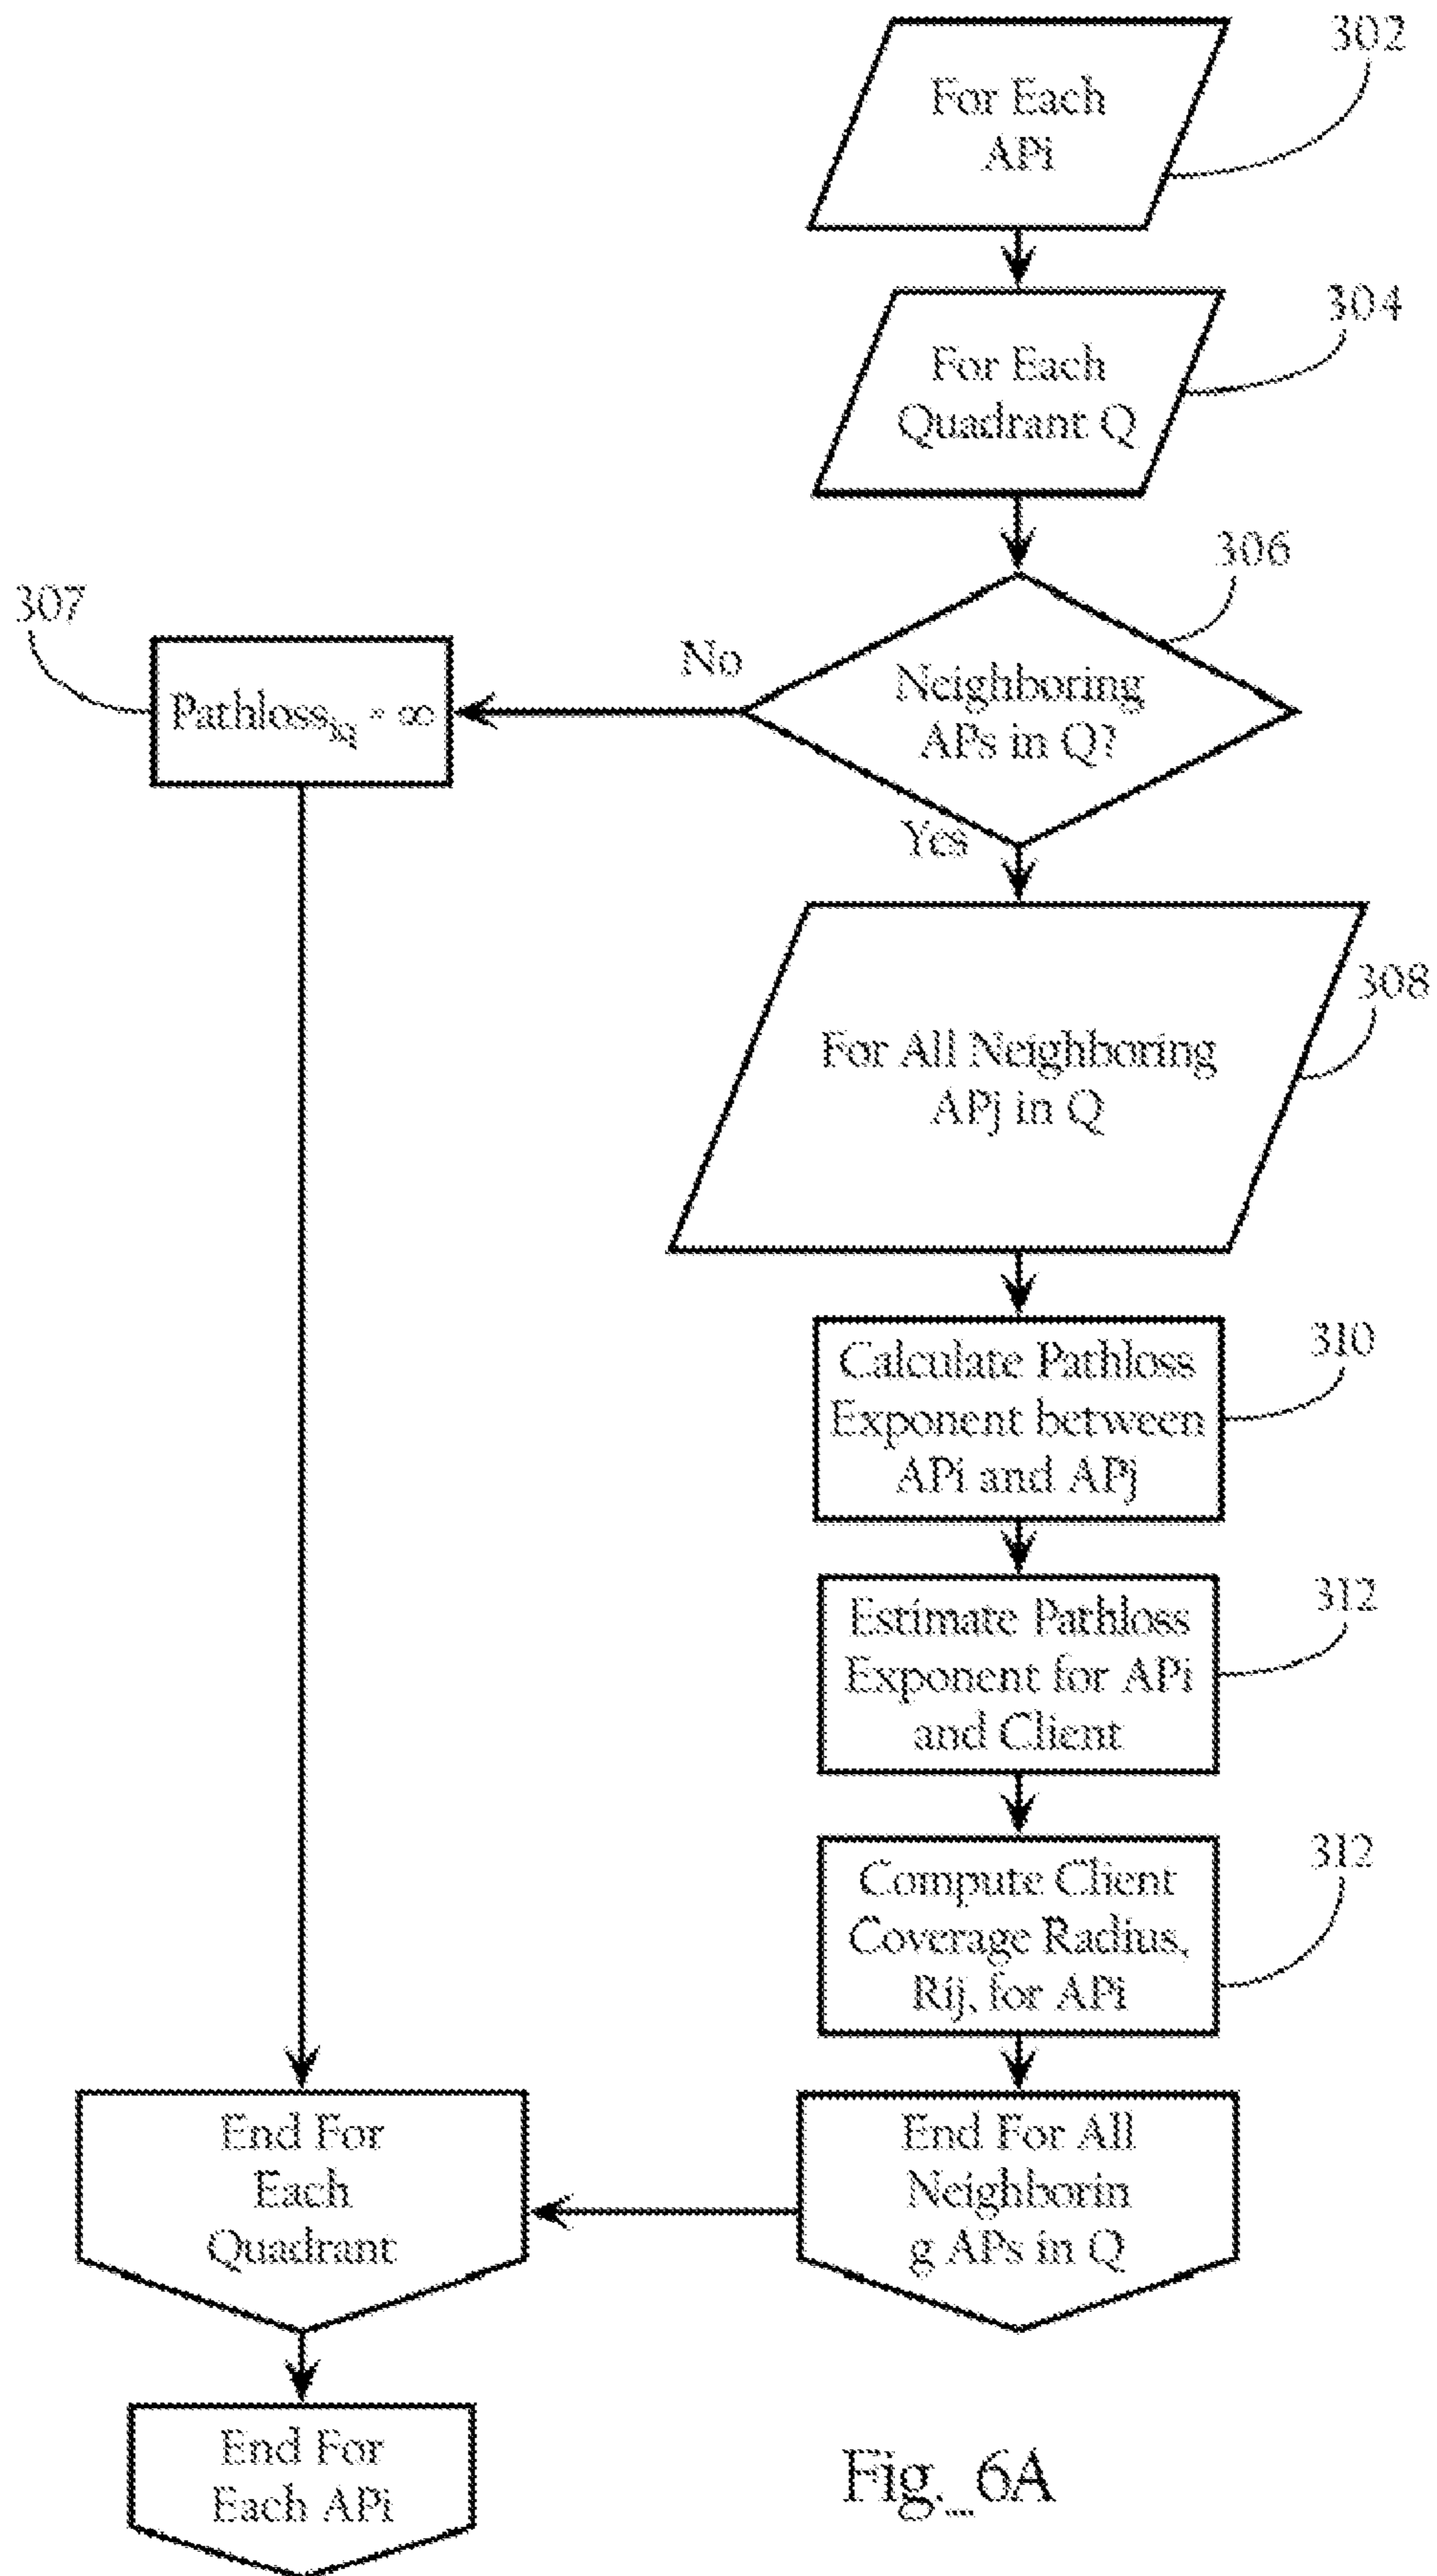 302
For Each
APi
304
For Each
Quadrant Q
306
307
No
Neighboring
APs in Q?
Pathloss = ∞
Yes
308
For All Neighboring
APj in Q
310
Calculate Pathloss
Exponent between
APi and APj
312
Estimate Pathloss
Exponent for APi
and Client
312
Compute Client
Coverage Radius,
Rij, for APi
End For
Each
Quadrant
End For All
Neighborin
g APs in Q
End For
Each APi
Fig._6A